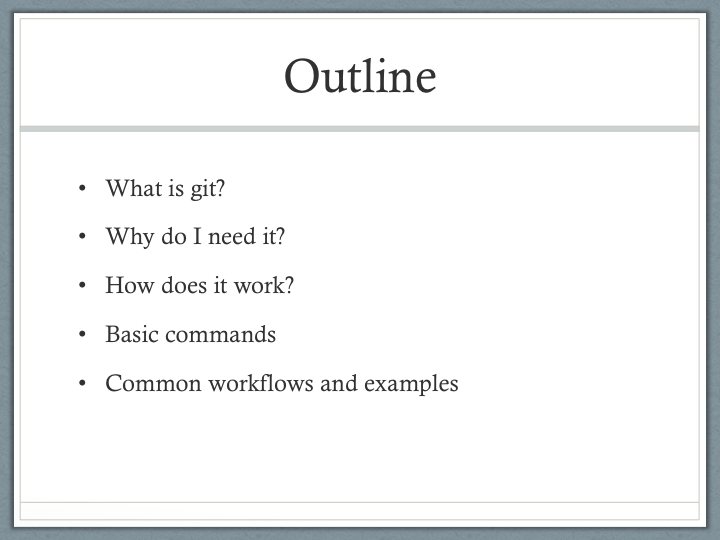 Outline
• What is git?
• Why do I need it?
• How does it work?
• Basic commands
• Common workflows and examples